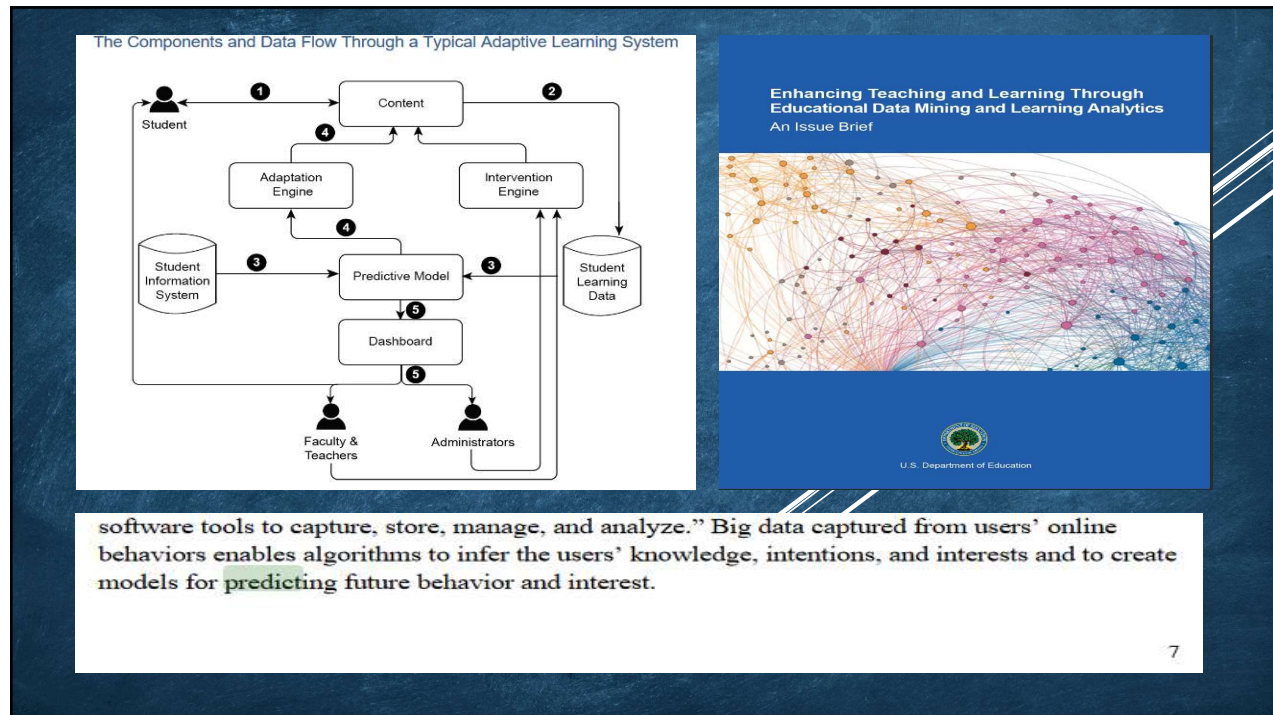 The Components and Data Flow Through a Typical Adaptive Learning System
1
2
Student
Content
4
Adaptation
Engine
Intervention
Engine
4
Student
Information
System
3
Predictive Model
3
Student
Learning
Data
5
Dashboard
5
Faculty &
Teachers
Administrators
Enhancing Teaching and Learning Through
Educational Data Mining and Learning Analytics
An Issue Brief
U.S. Department of Education
software tools to capture, store, manage, and analyze.” Big data captured from users’ online
behaviors enables algorithms to infer the users’ knowledge, intentions, and interests and to create
models for predicting future behavior and interest.
7